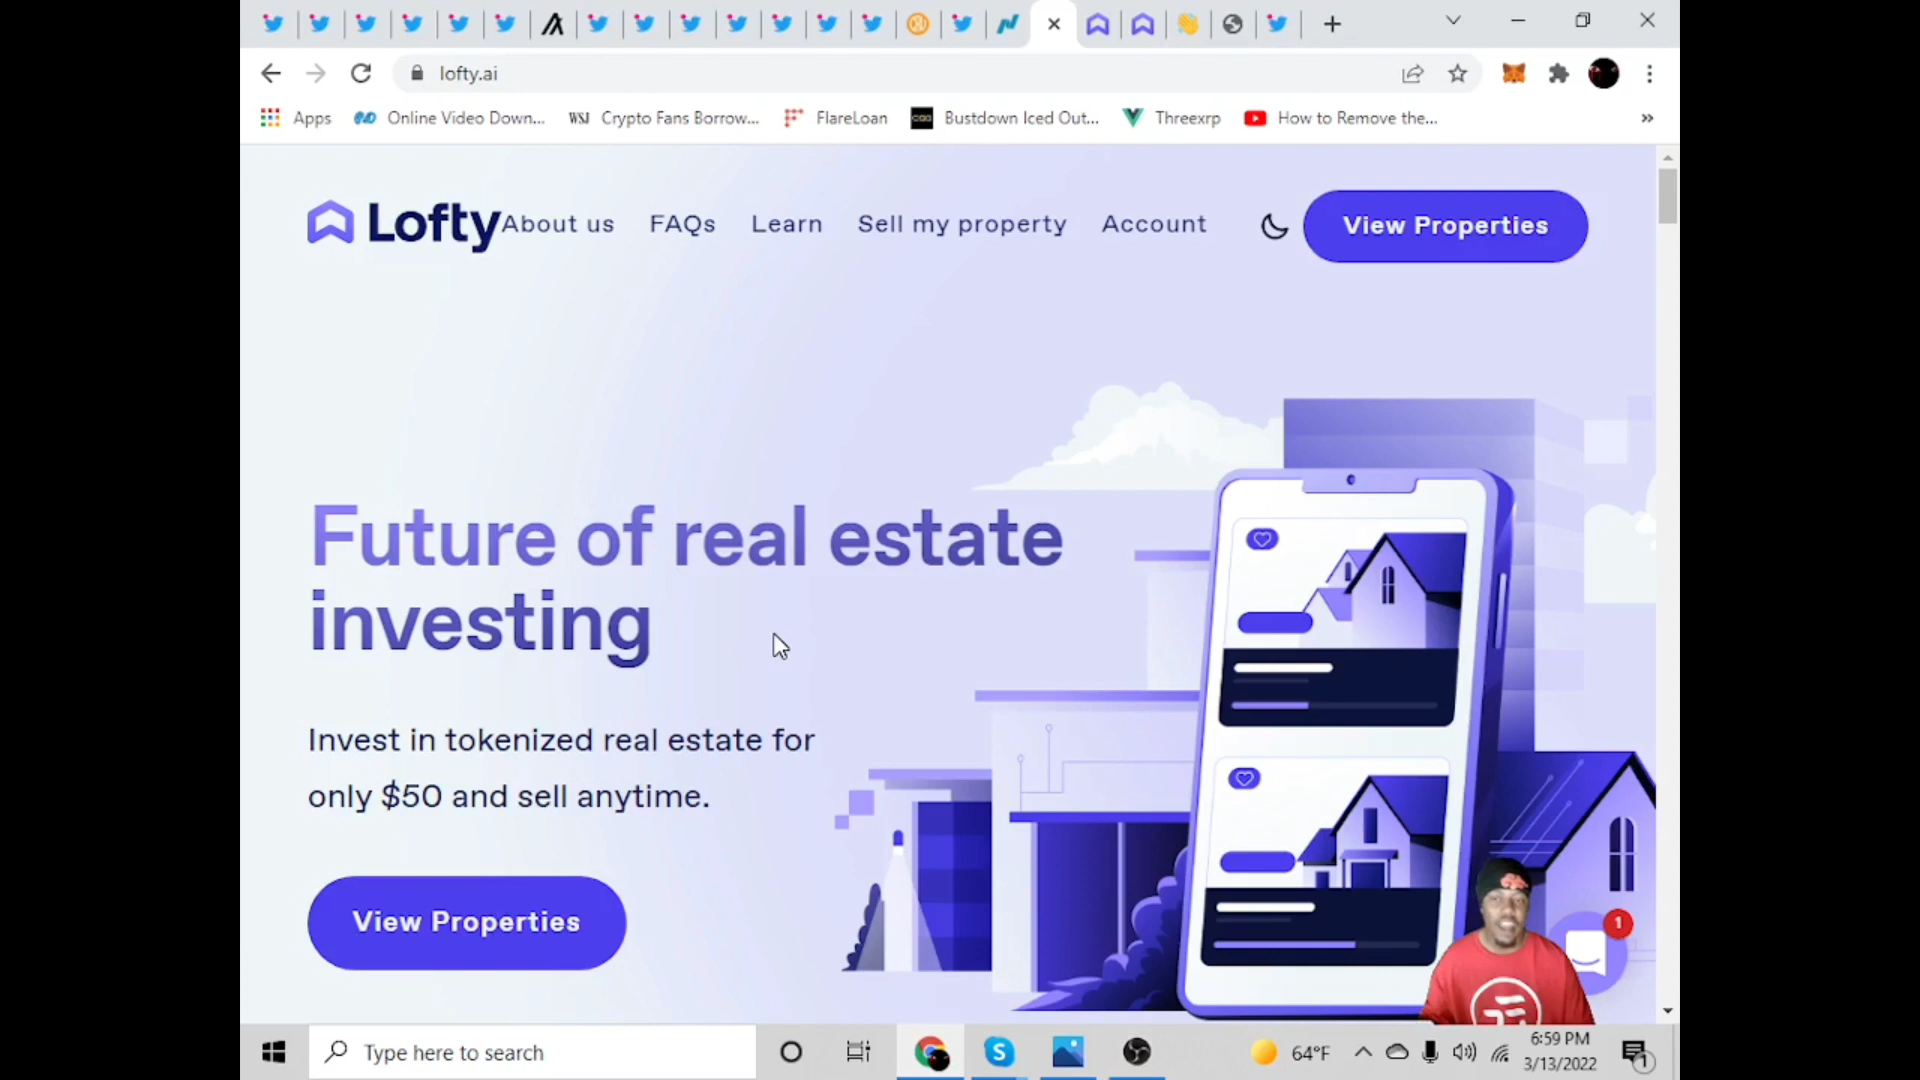 lofty.ai
Apps
Online Video Down...
WSJ
Crypto Fans Borrow...
FlareLoan
Bustdown Iced Out...
Threexrp
How to Remove the...
»
Lofty
About us
FAQs
Learn
Sell my property
Account
View Properties
Future of real estate
investing
Invest in tokenized real estate for
only $50 and sell anytime.
View Properties
1
Type here to search
64°F
6:59 PM
3/13/2022
1